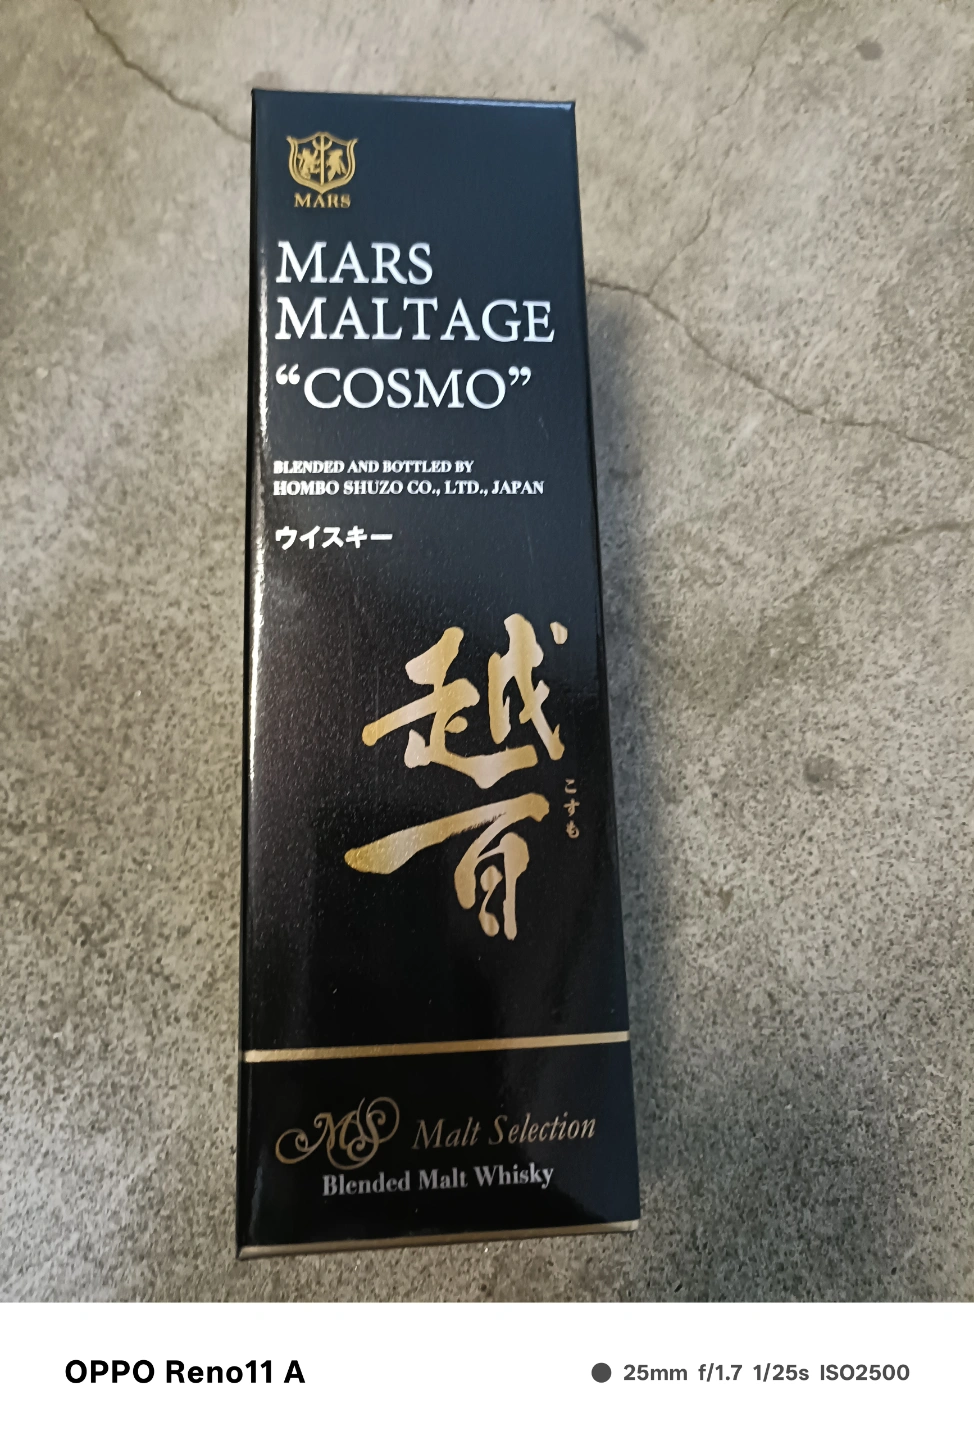 MARS
MARS
MALTAGE
“COSMO”
BLENDED AND BOTTLED BY
HOMBO SHUZO CO., LTD., JAPAN
ウイスキー
越百
こすも
MS Malt Selection
Blended Malt Whisky
OPPO Reno11 A
25mm f/1.7 1/25s ISO2500